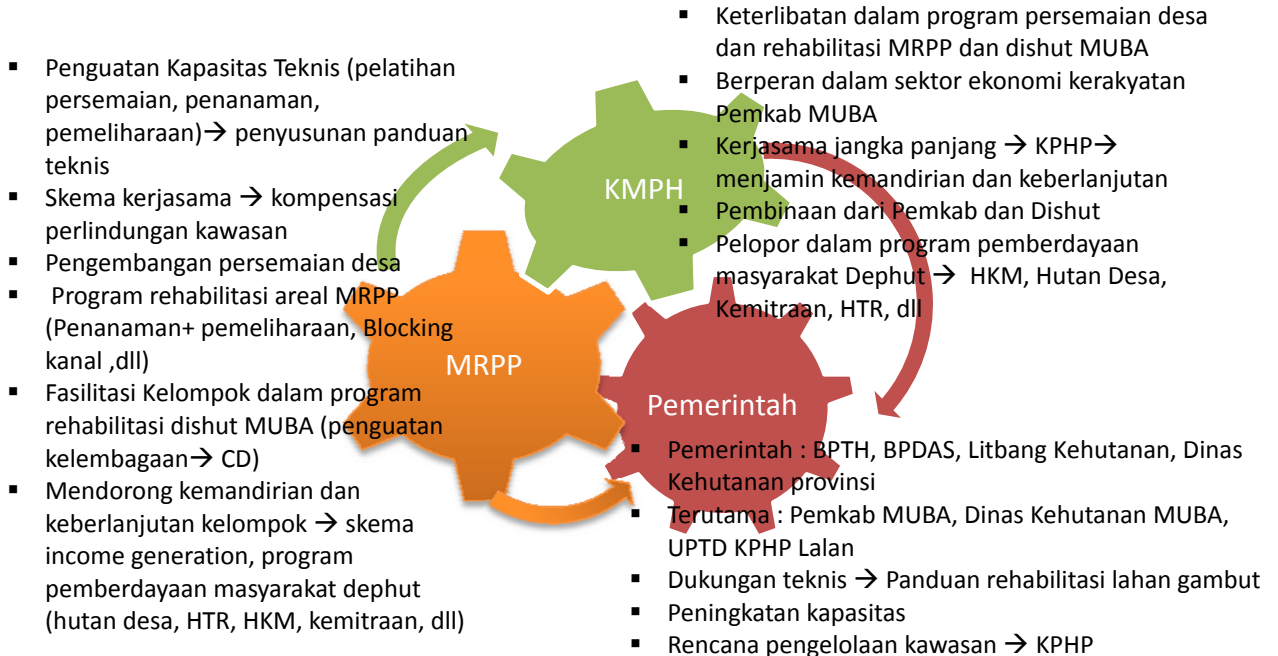 ▪ Penguatan Kapasitas Teknis (pelatihan
persemaian, penanaman,
pemeliharaan)→ penyusunan panduan
teknis
▪ Skema kerjasama → kompensasi
perlindungan kawasan
▪ Pengembangan persemaian desa
▪ Program rehabilitasi areal MRPP
(Penanaman+ pemeliharaan, Blocking
kanal ,dll)
▪ Fasilitasi Kelompok dalam program
rehabilitasi dishut MUBA (penguatan
kelembagaan→ CD)
▪ Mendorong kemandirian dan
keberlanjutan kelompok → skema
income generation, program
pemberdayaan masyarakat dephut
(hutan desa, HTR, HKM, kemitraan, dll)
KMPH
MRPP
Pemerintah
▪ Keterlibatan dalam program persemaian desa
dan rehabilitasi MRPP dan dishut MUBA
▪ Berperan dalam sektor ekonomi kerakyatan
Pemkab MUBA
▪ Kerjasama jangka panjang → KPHP→
menjamin kemandirian dan keberlanjutan
▪ Pembinaan dari Pemkab dan Dishut
▪ Pelopor dalam program pemberdayaan
masyarakat Dephut → HKM, Hutan Desa,
Kemitraan, HTR, dll
▪ Pemerintah : BPTH, BPDAS, Litbang Kehutanan, Dinas
Kehutanan provinsi
▪ Terutama : Pemkab MUBA, Dinas Kehutanan MUBA,
UPTD KPHP Lalan
▪ Dukungan teknis → Panduan rehabilitasi lahan gambut
▪ Peningkatan kapasitas
▪ Rencana pengelolaan kawasan → KPHP